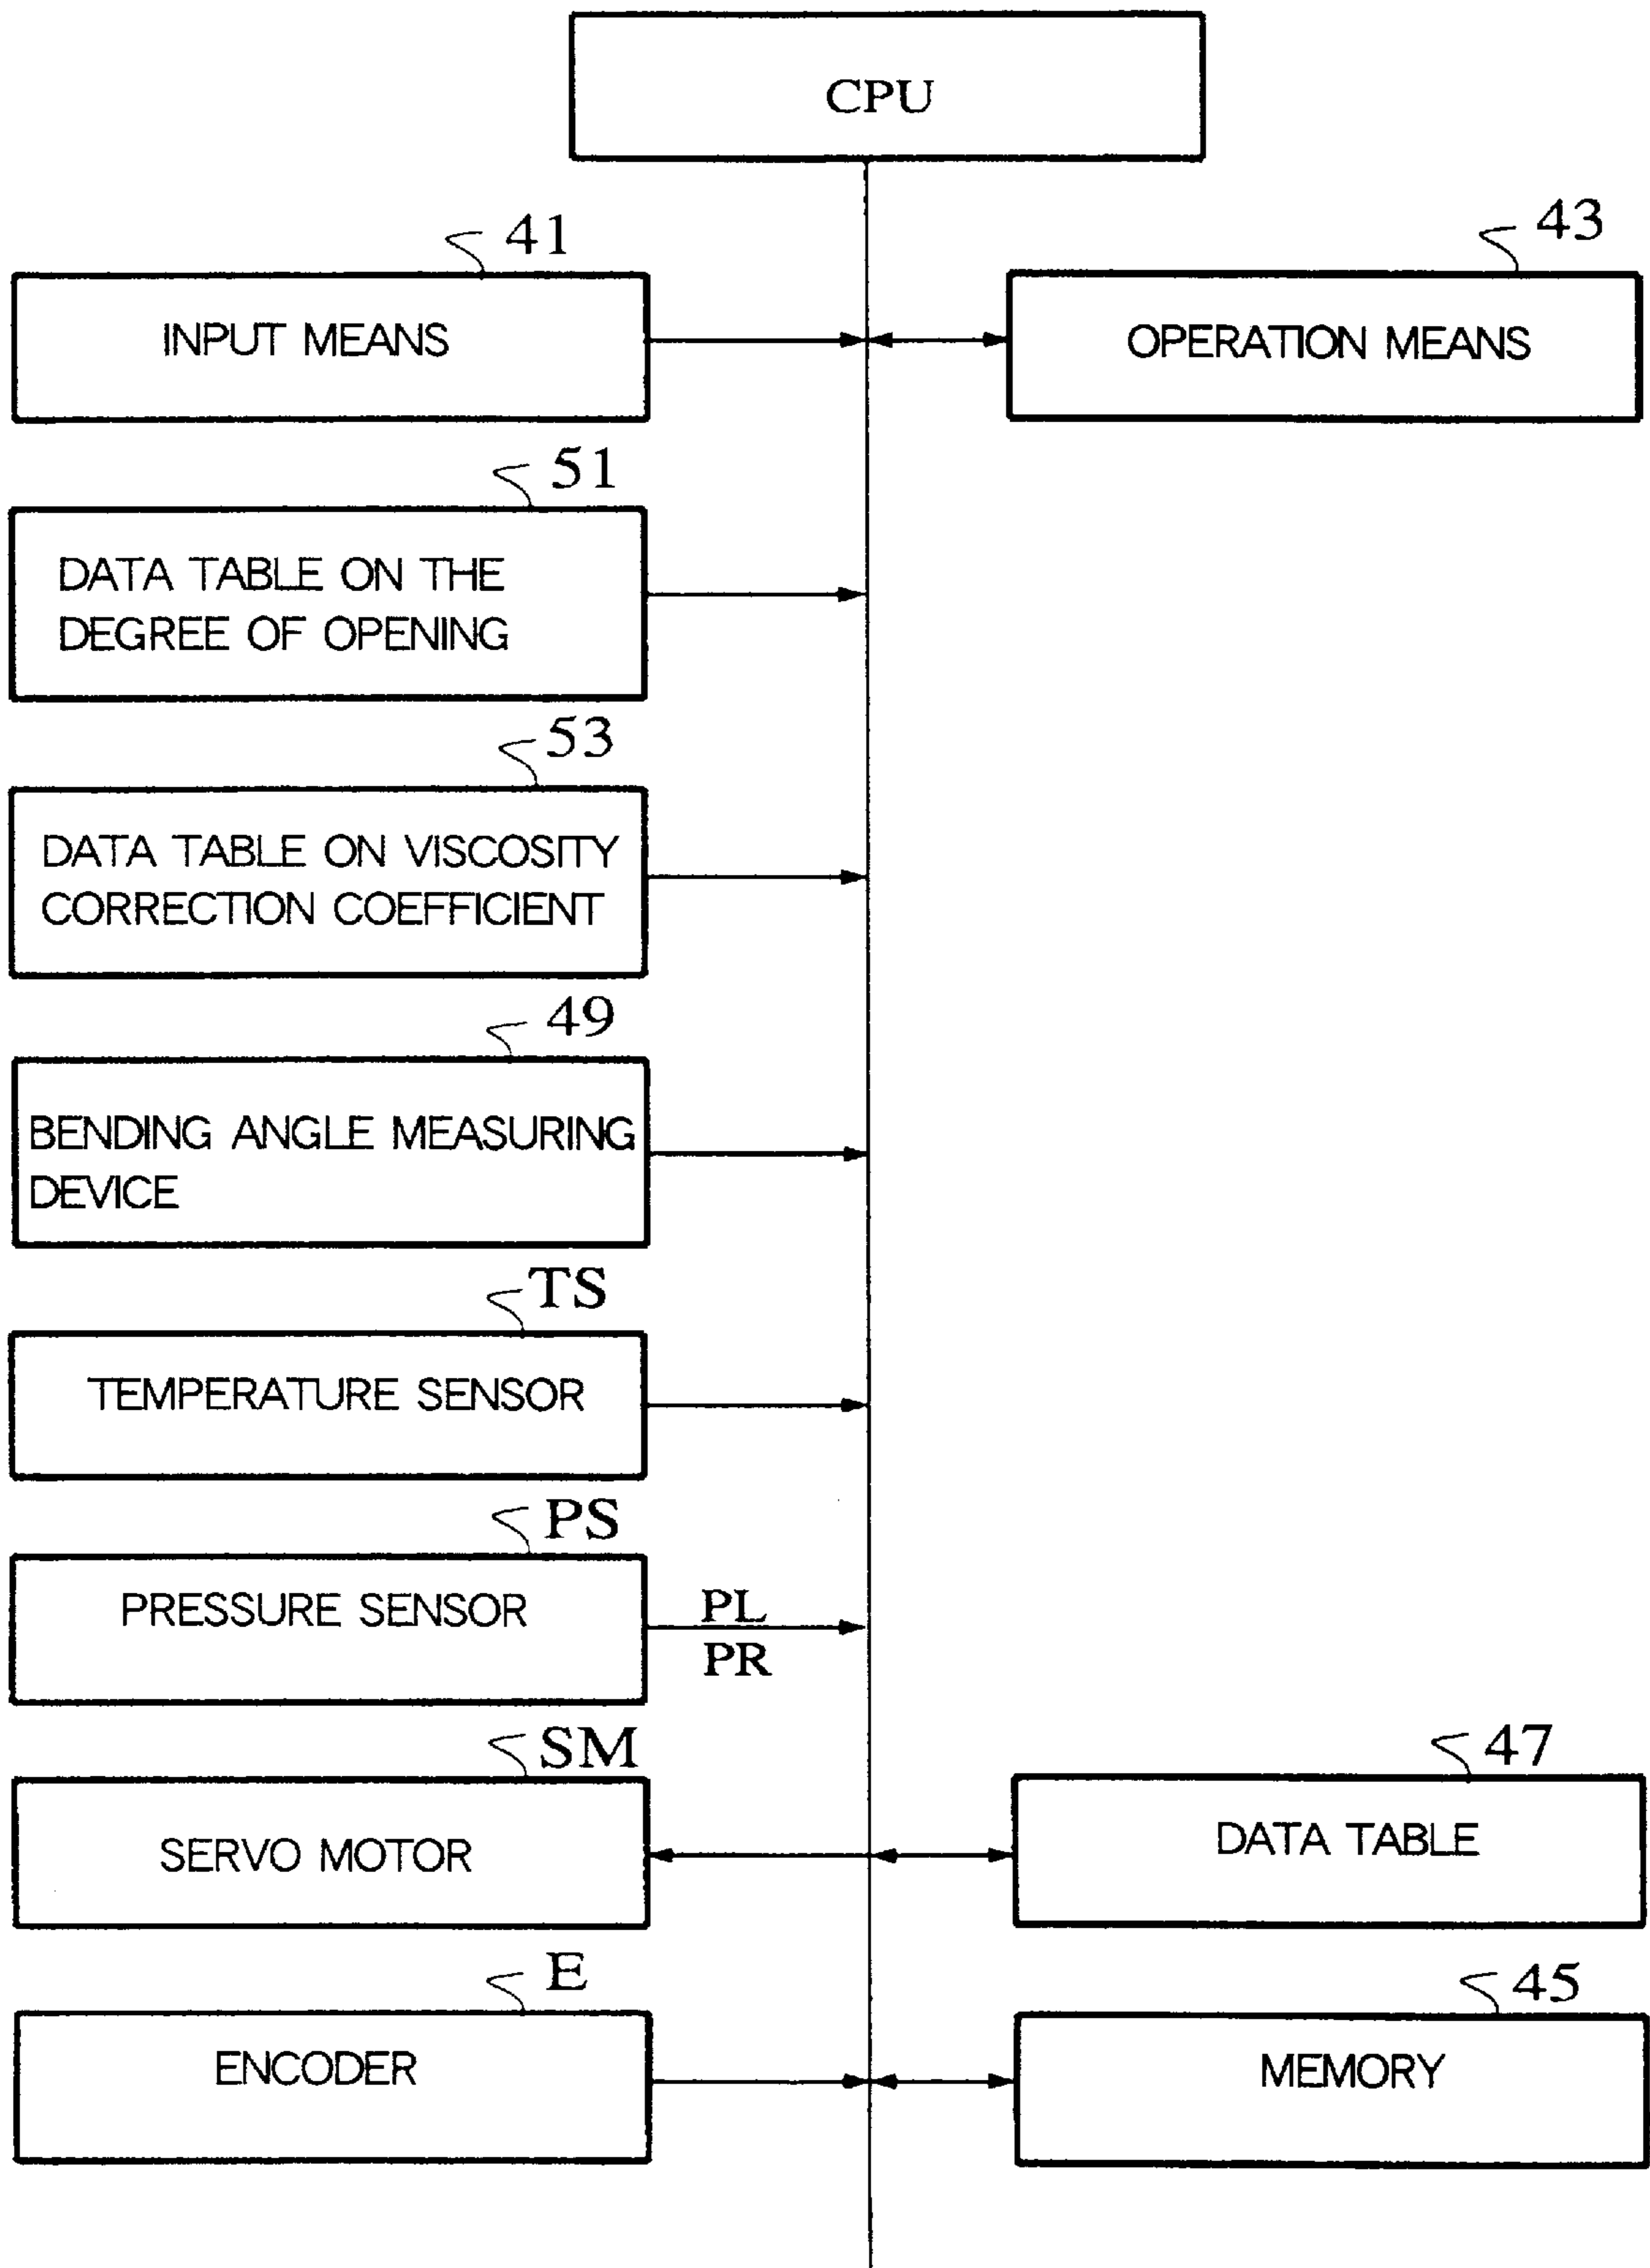 CPU
41
INPUT MEANS
43
OPERATION MEANS
51
DATA TABLE ON THE
DEGREE OF OPENING
53
DATA TABLE ON VISCOSITY
CORRECTION COEFFICIENT
49
BENDING ANGLE MEASURING
DEVICE
TS
TEMPERATURE SENSOR
PS
PRESSURE SENSOR
PL
PR
SM
SERVO MOTOR
47
DATA TABLE
E
ENCODER
45
MEMORY